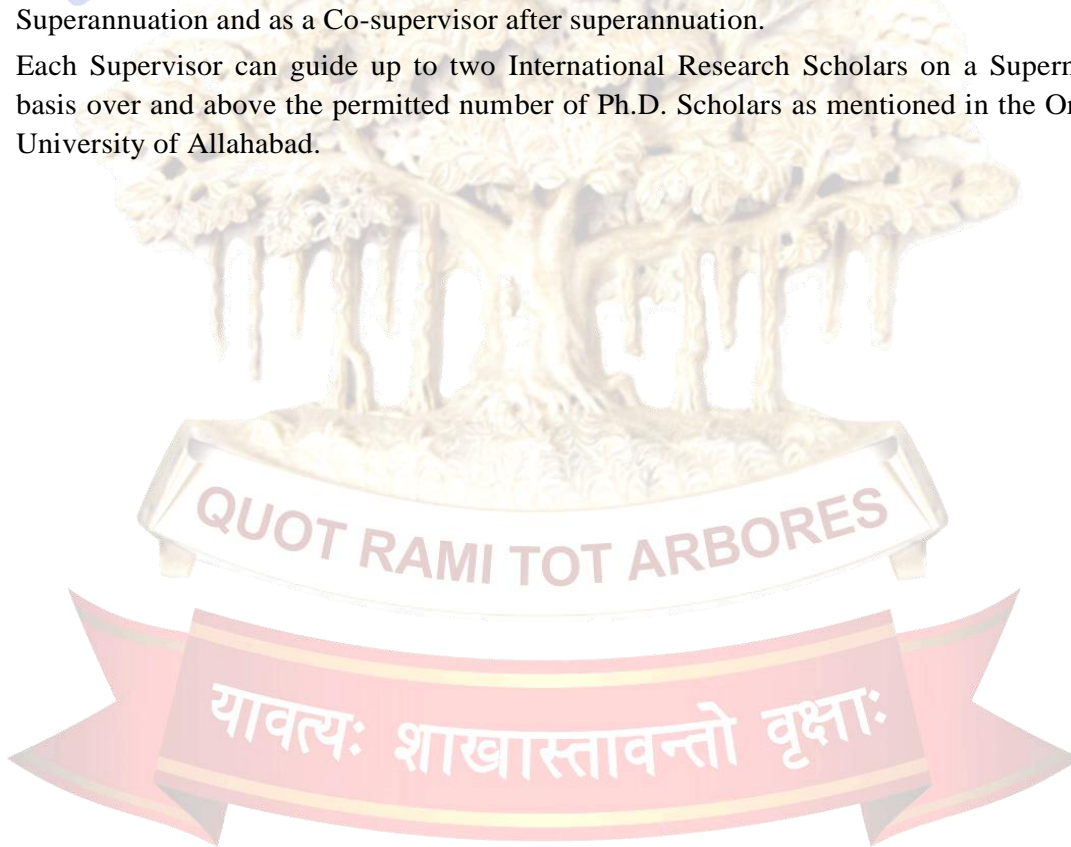 Superannuation and as a Co-supervisor after superannuation.
Each Supervisor can guide up to two International Research Scholars on a
basis over and above the permitted number of Ph.D. Scholars as mentioned in the
University of Allahabad.
QUOT RAMI TOT ARBORES
यावत्यः शाखास्तावन्तो वृक्षाः